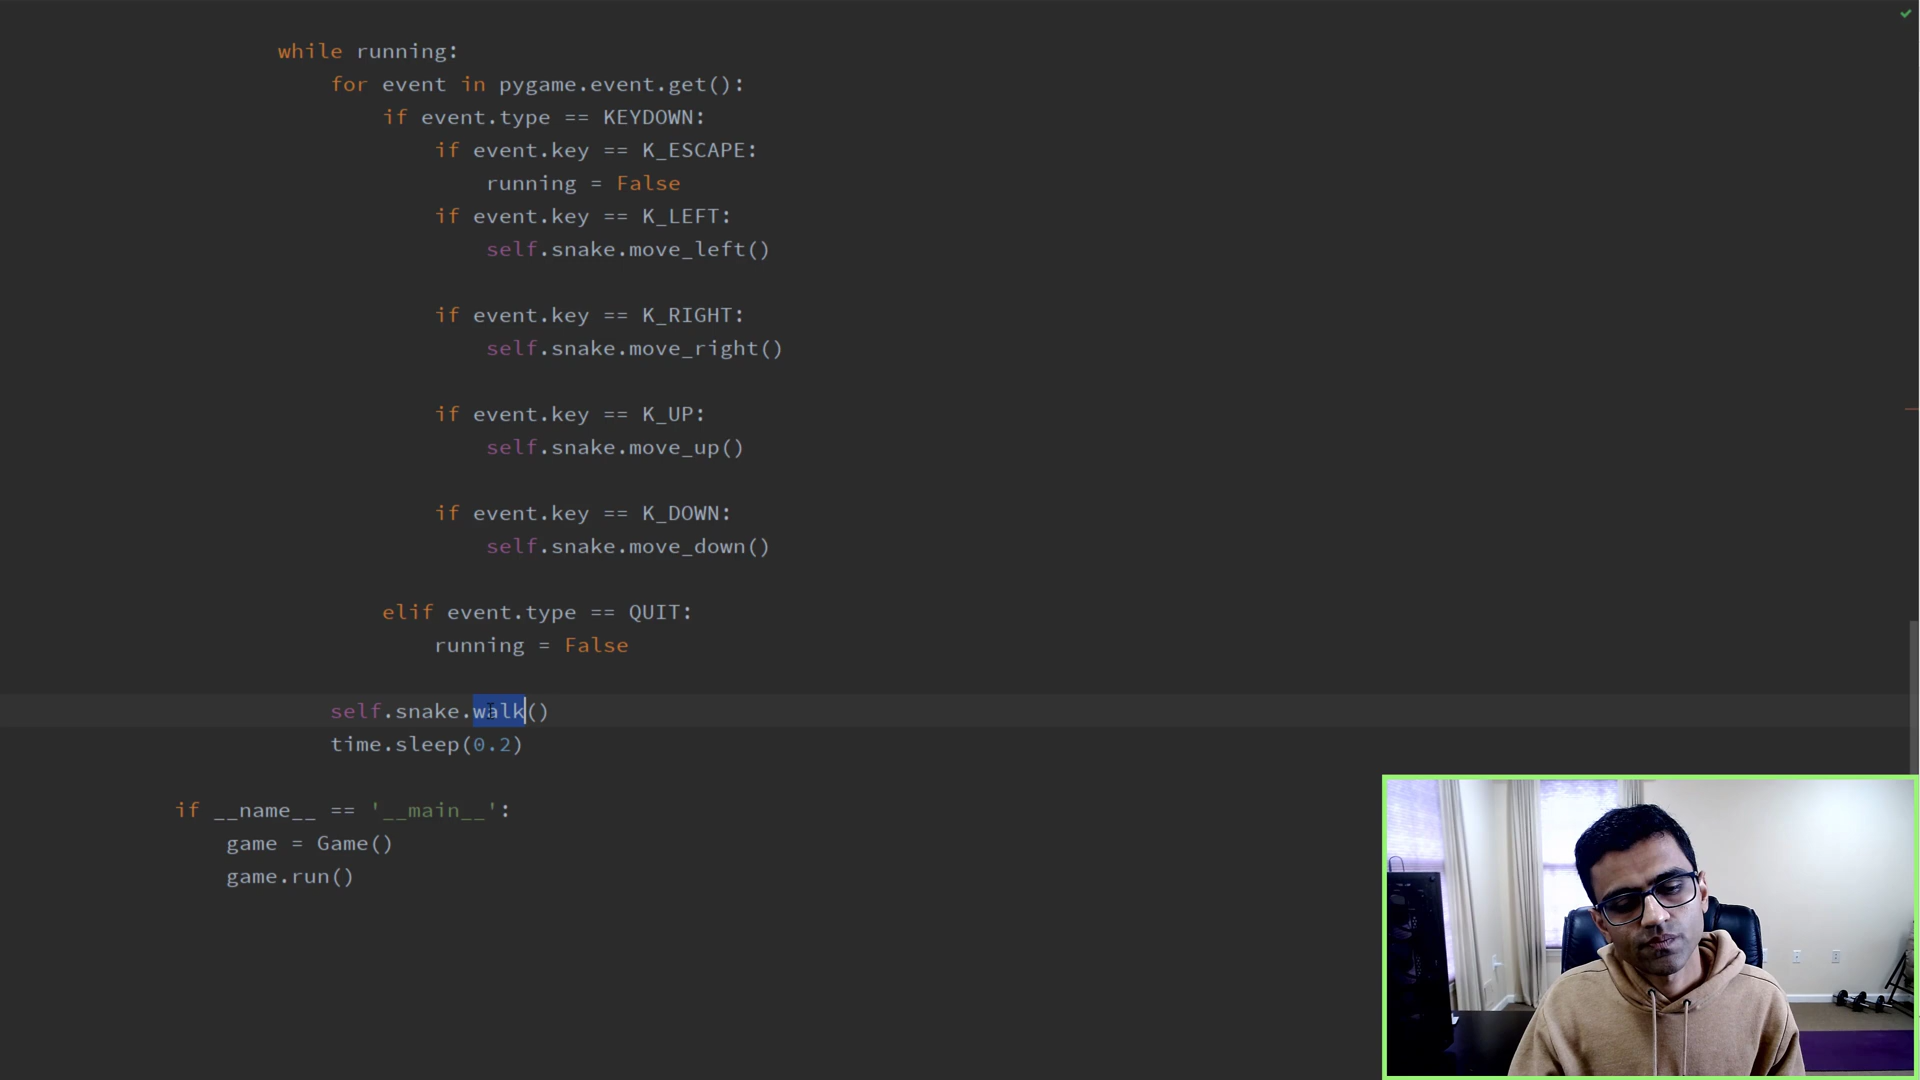 while running:
for event in pygame.event.get():
if event.type == KEYDOWN:
if event.key == K_ESCAPE:
running = False
if event.key == K_LEFT:
self.snake.move_left()
if event.key == K_RIGHT:
self.snake.move_right()
if event.key == K_UP:
self.snake.move_up()
if event.key == K_DOWN:
self.snake.move_down()
elif event.type == QUIT:
running = False
self.snake.walk()
time.sleep(0.2)
if __name__ == '__main__':
game = Game()
game.run()